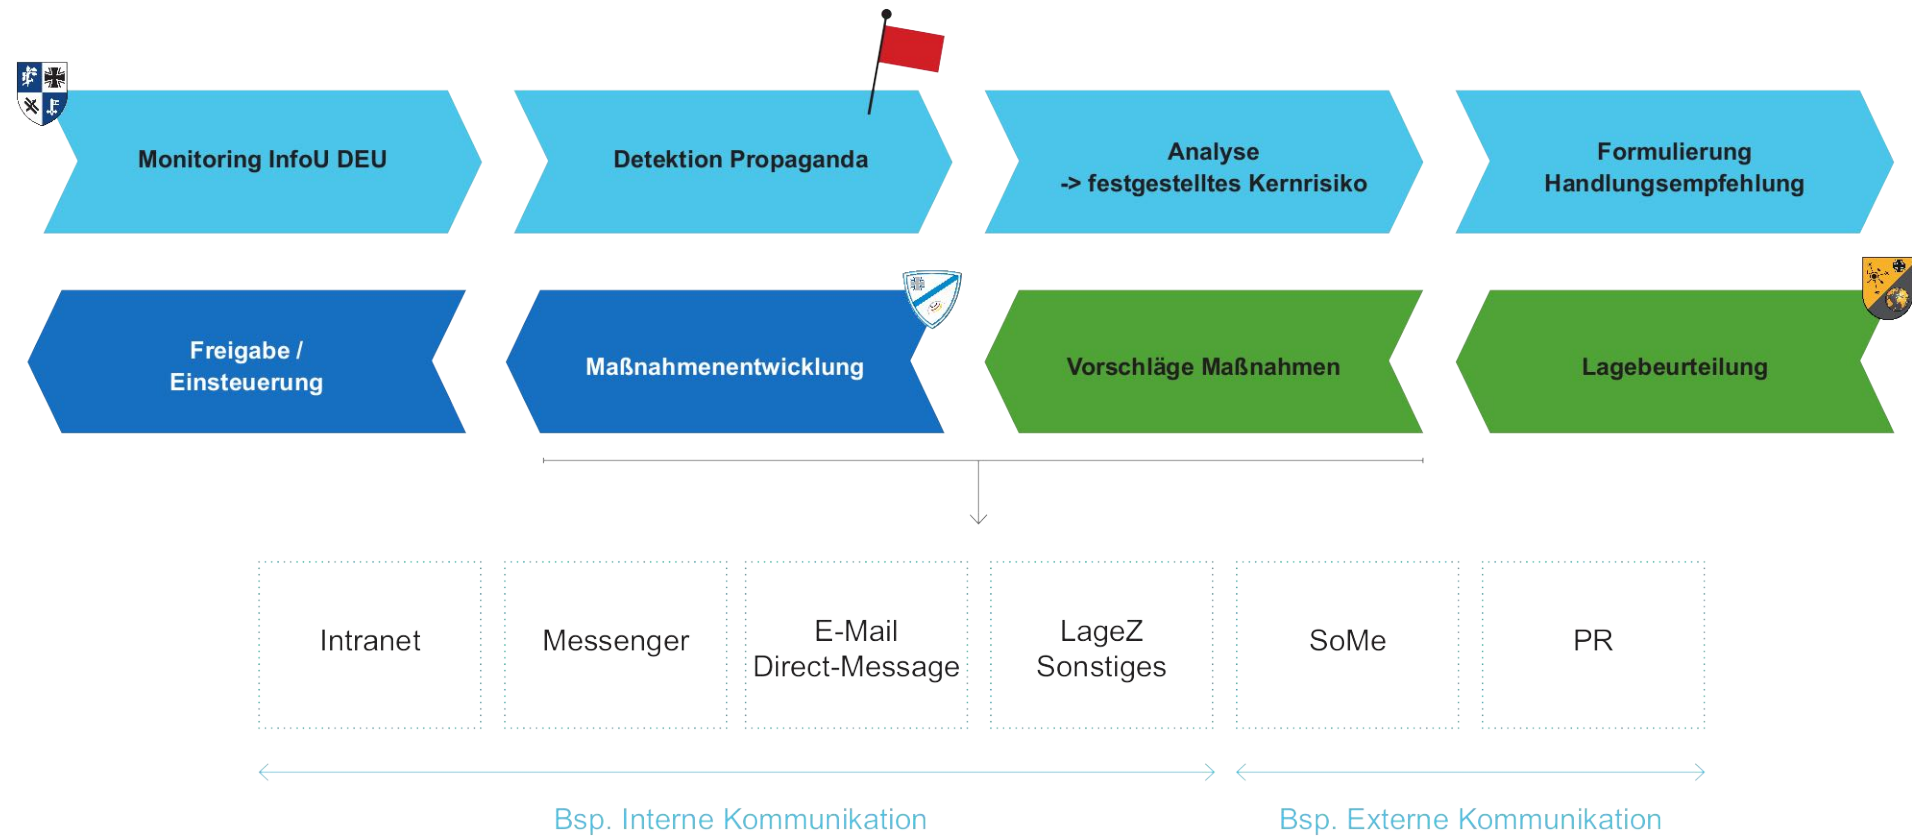 Monitoring InfoU DEU
Detektion Propaganda
Analyse
-> festgestelltes Kernrisiko
Formulierung
Handlungsempfehlung
Freigabe /
Einsteuerung
Maßnahmenentwicklung
Vorschläge Maßnahmen
Lagebeurteilung
Intranet
Messenger
E-Mail
Direct-Message
LageZ
Sonstiges
SoMe
PR
Bsp. Interne Kommunikation
Bsp. Externe Kommunikation